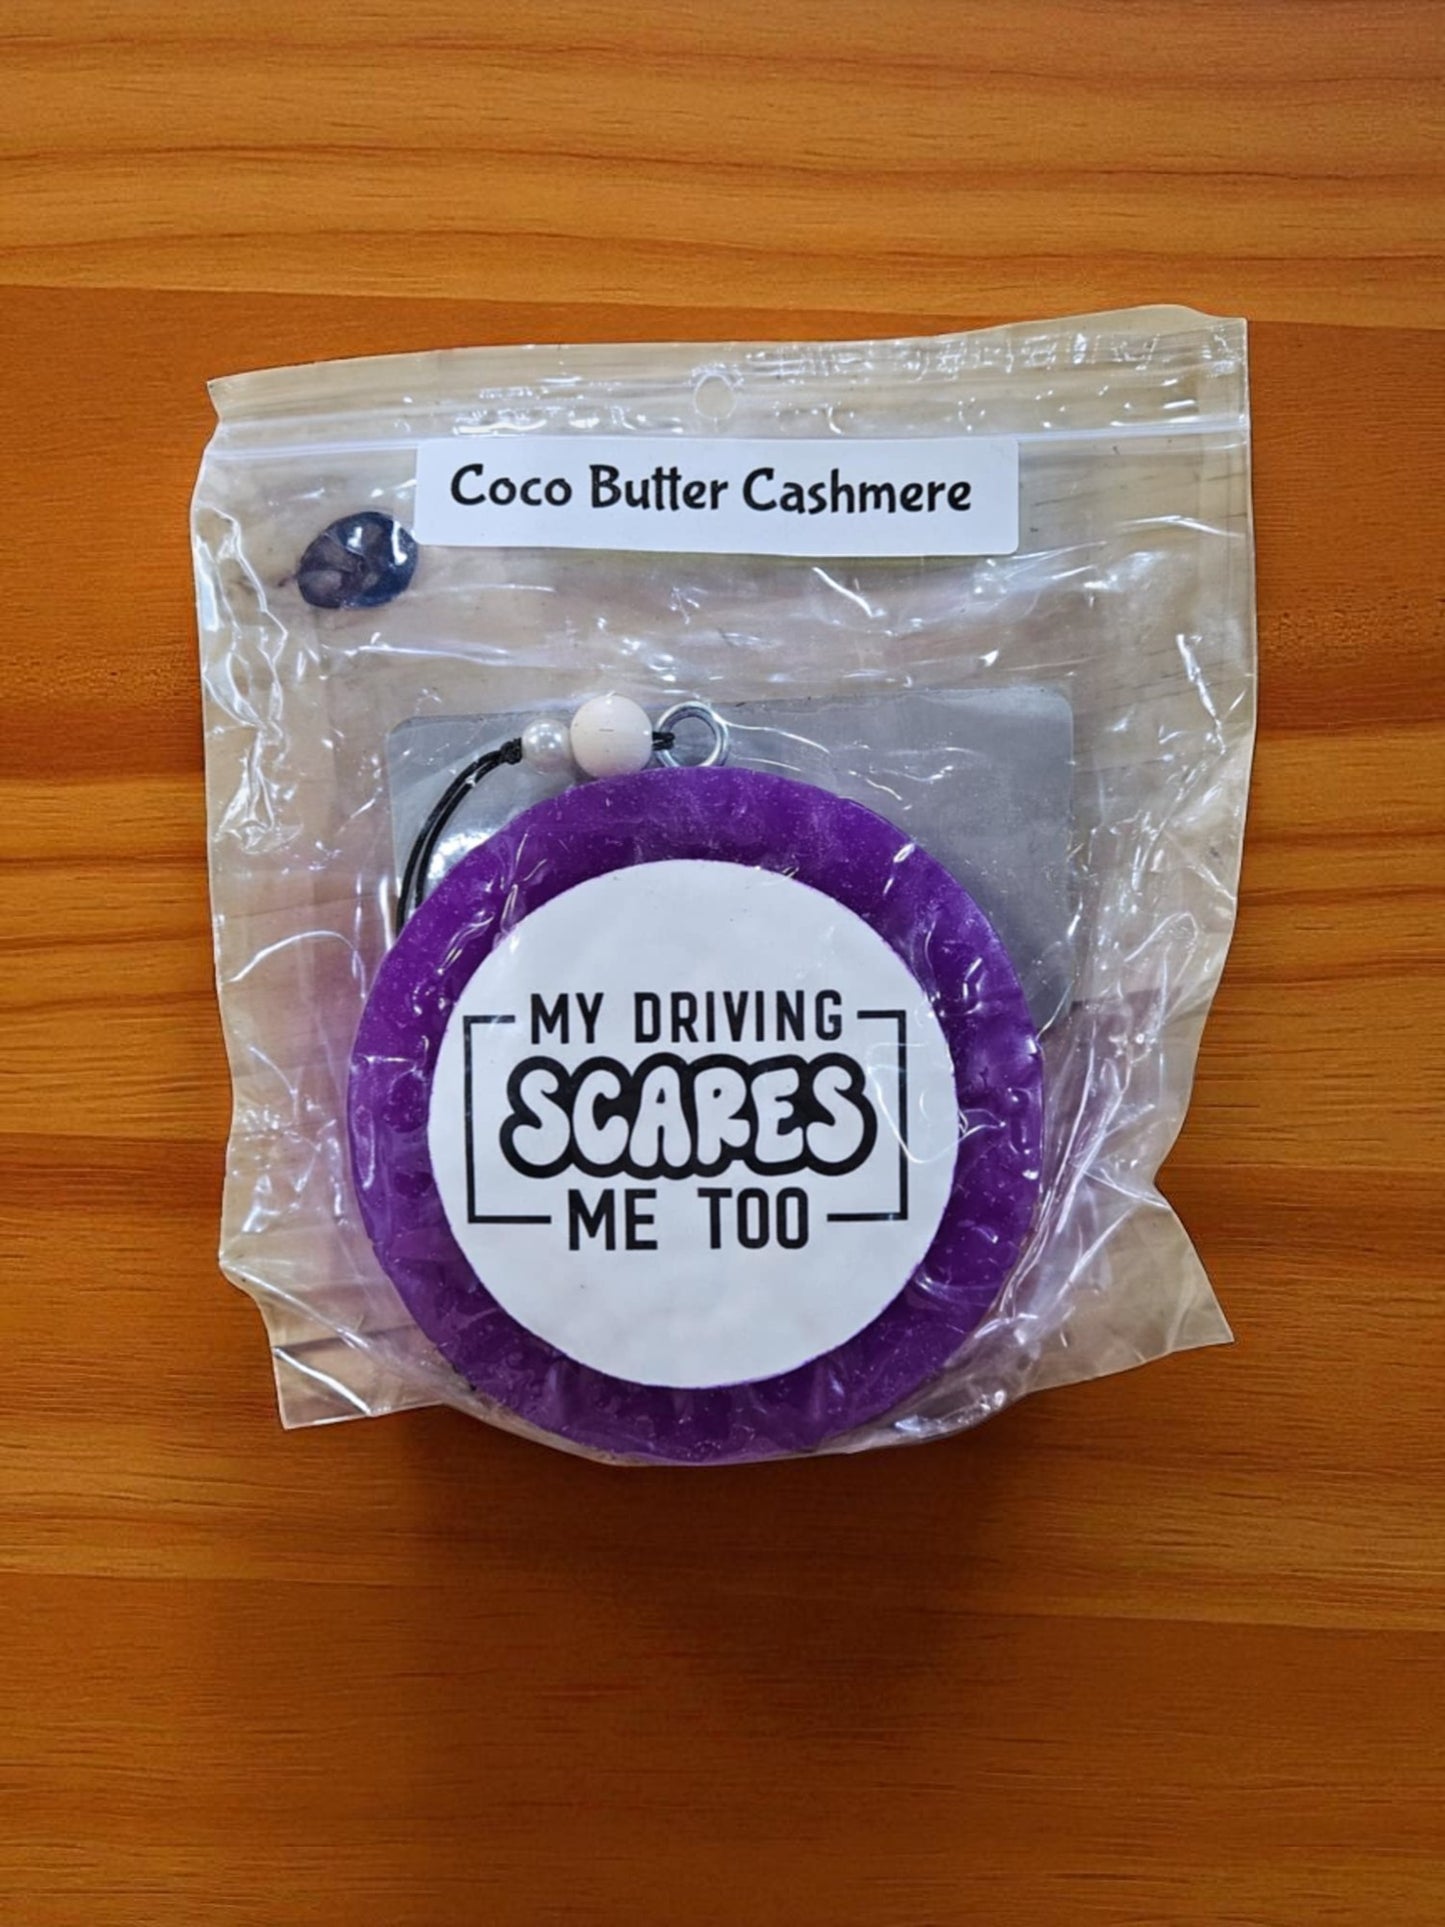 Coco Butter Cashmere
MY DRIVING
SCARES
ME TOO